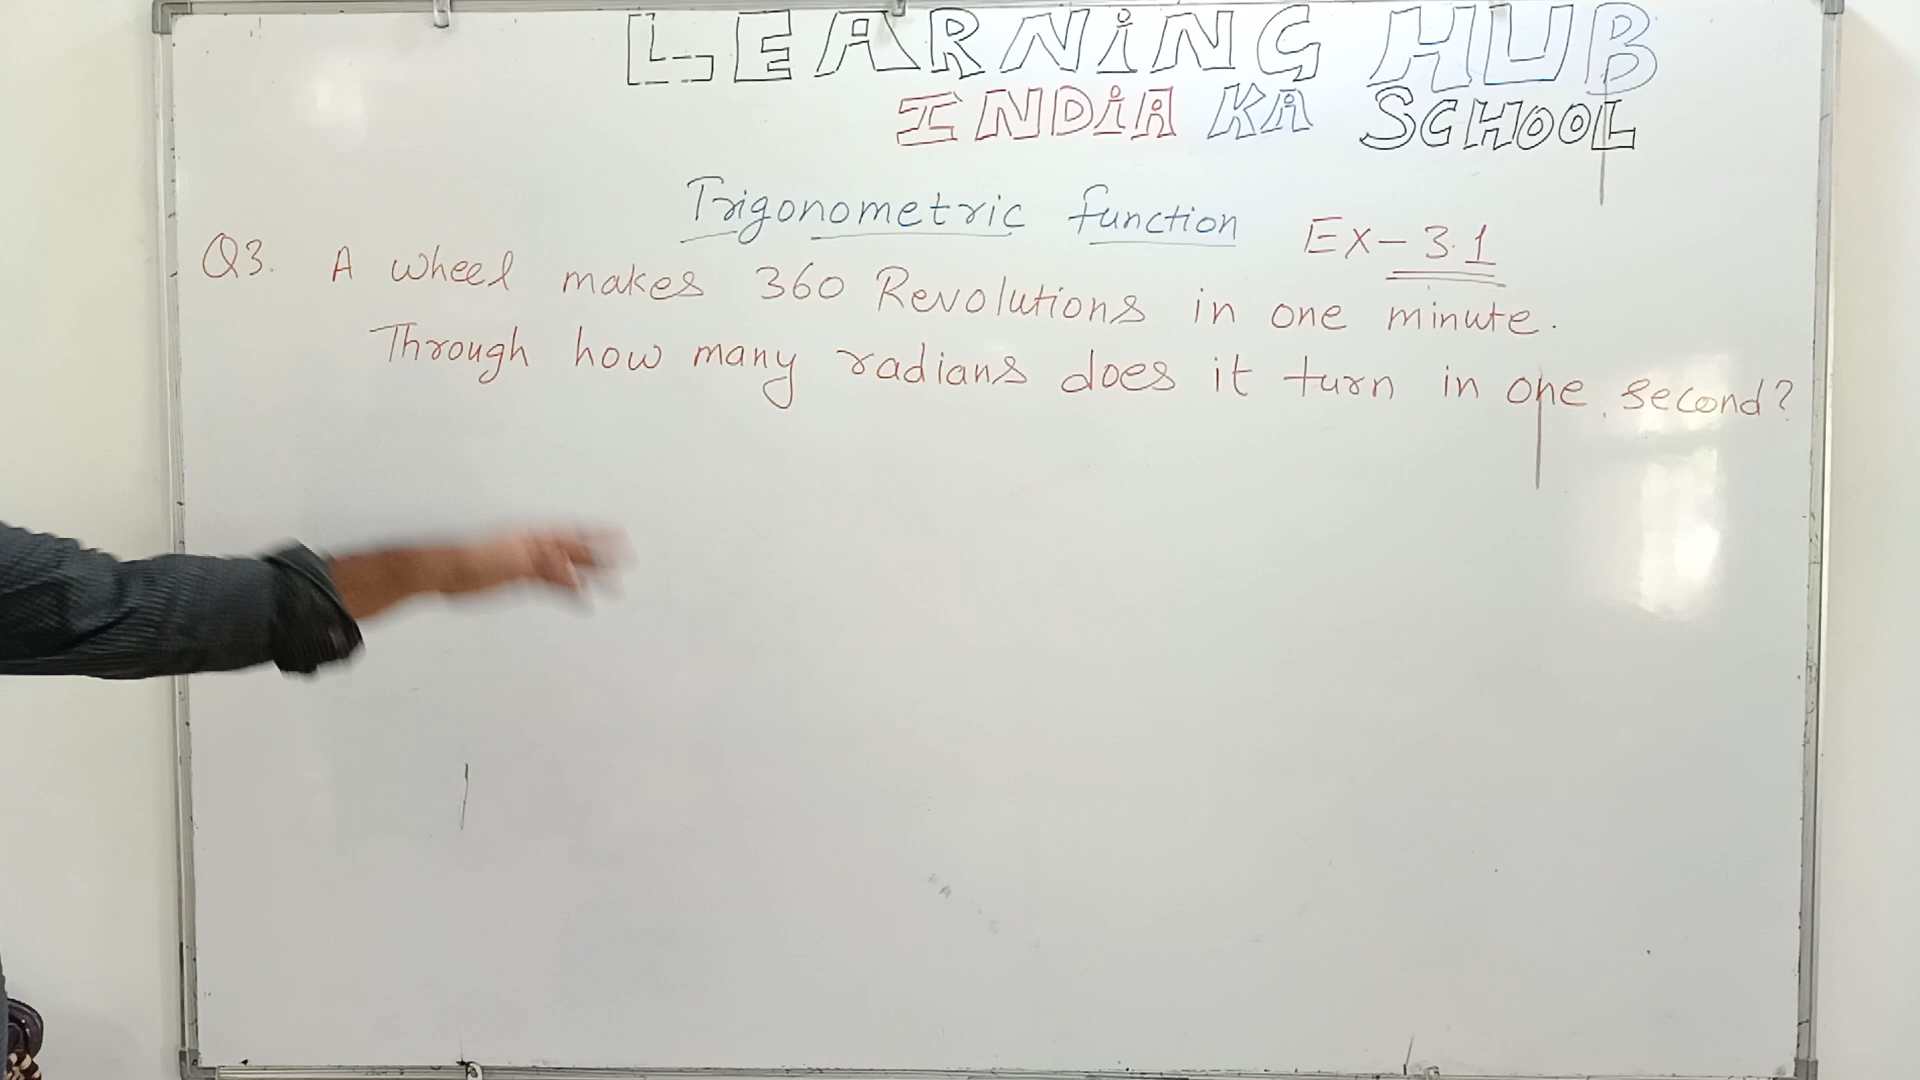 LEARNING HUB
INDIA KA SCHOOL
Trigonometric function Ex-3.1
Q3. A wheel makes 360 Revolutions in one minute.
Through how many radians does it turn in one second?